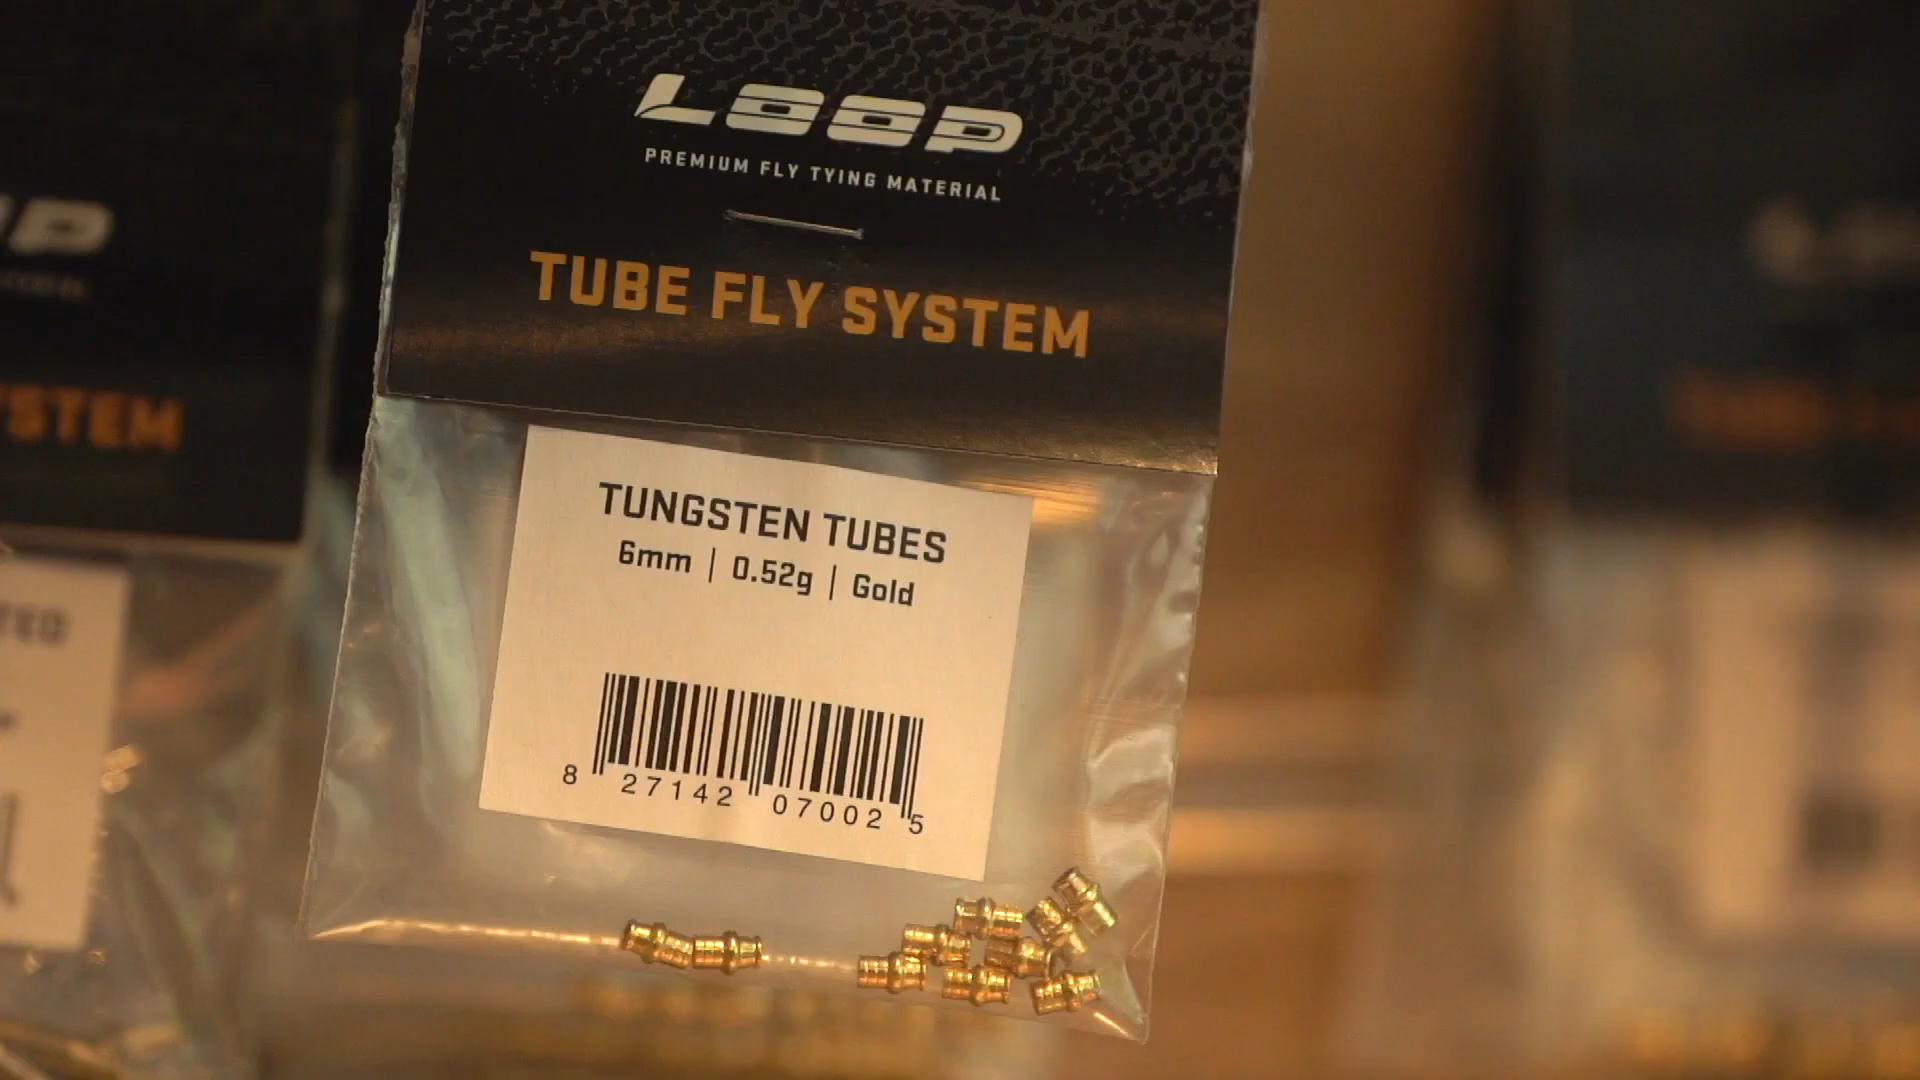 LOOP
PREMIUM FLY TYING MATERIAL
TUBE FLY SYSTEM
TUNGSTEN TUBES
6mm | 0.52g | Gold
8 27142 07002 5